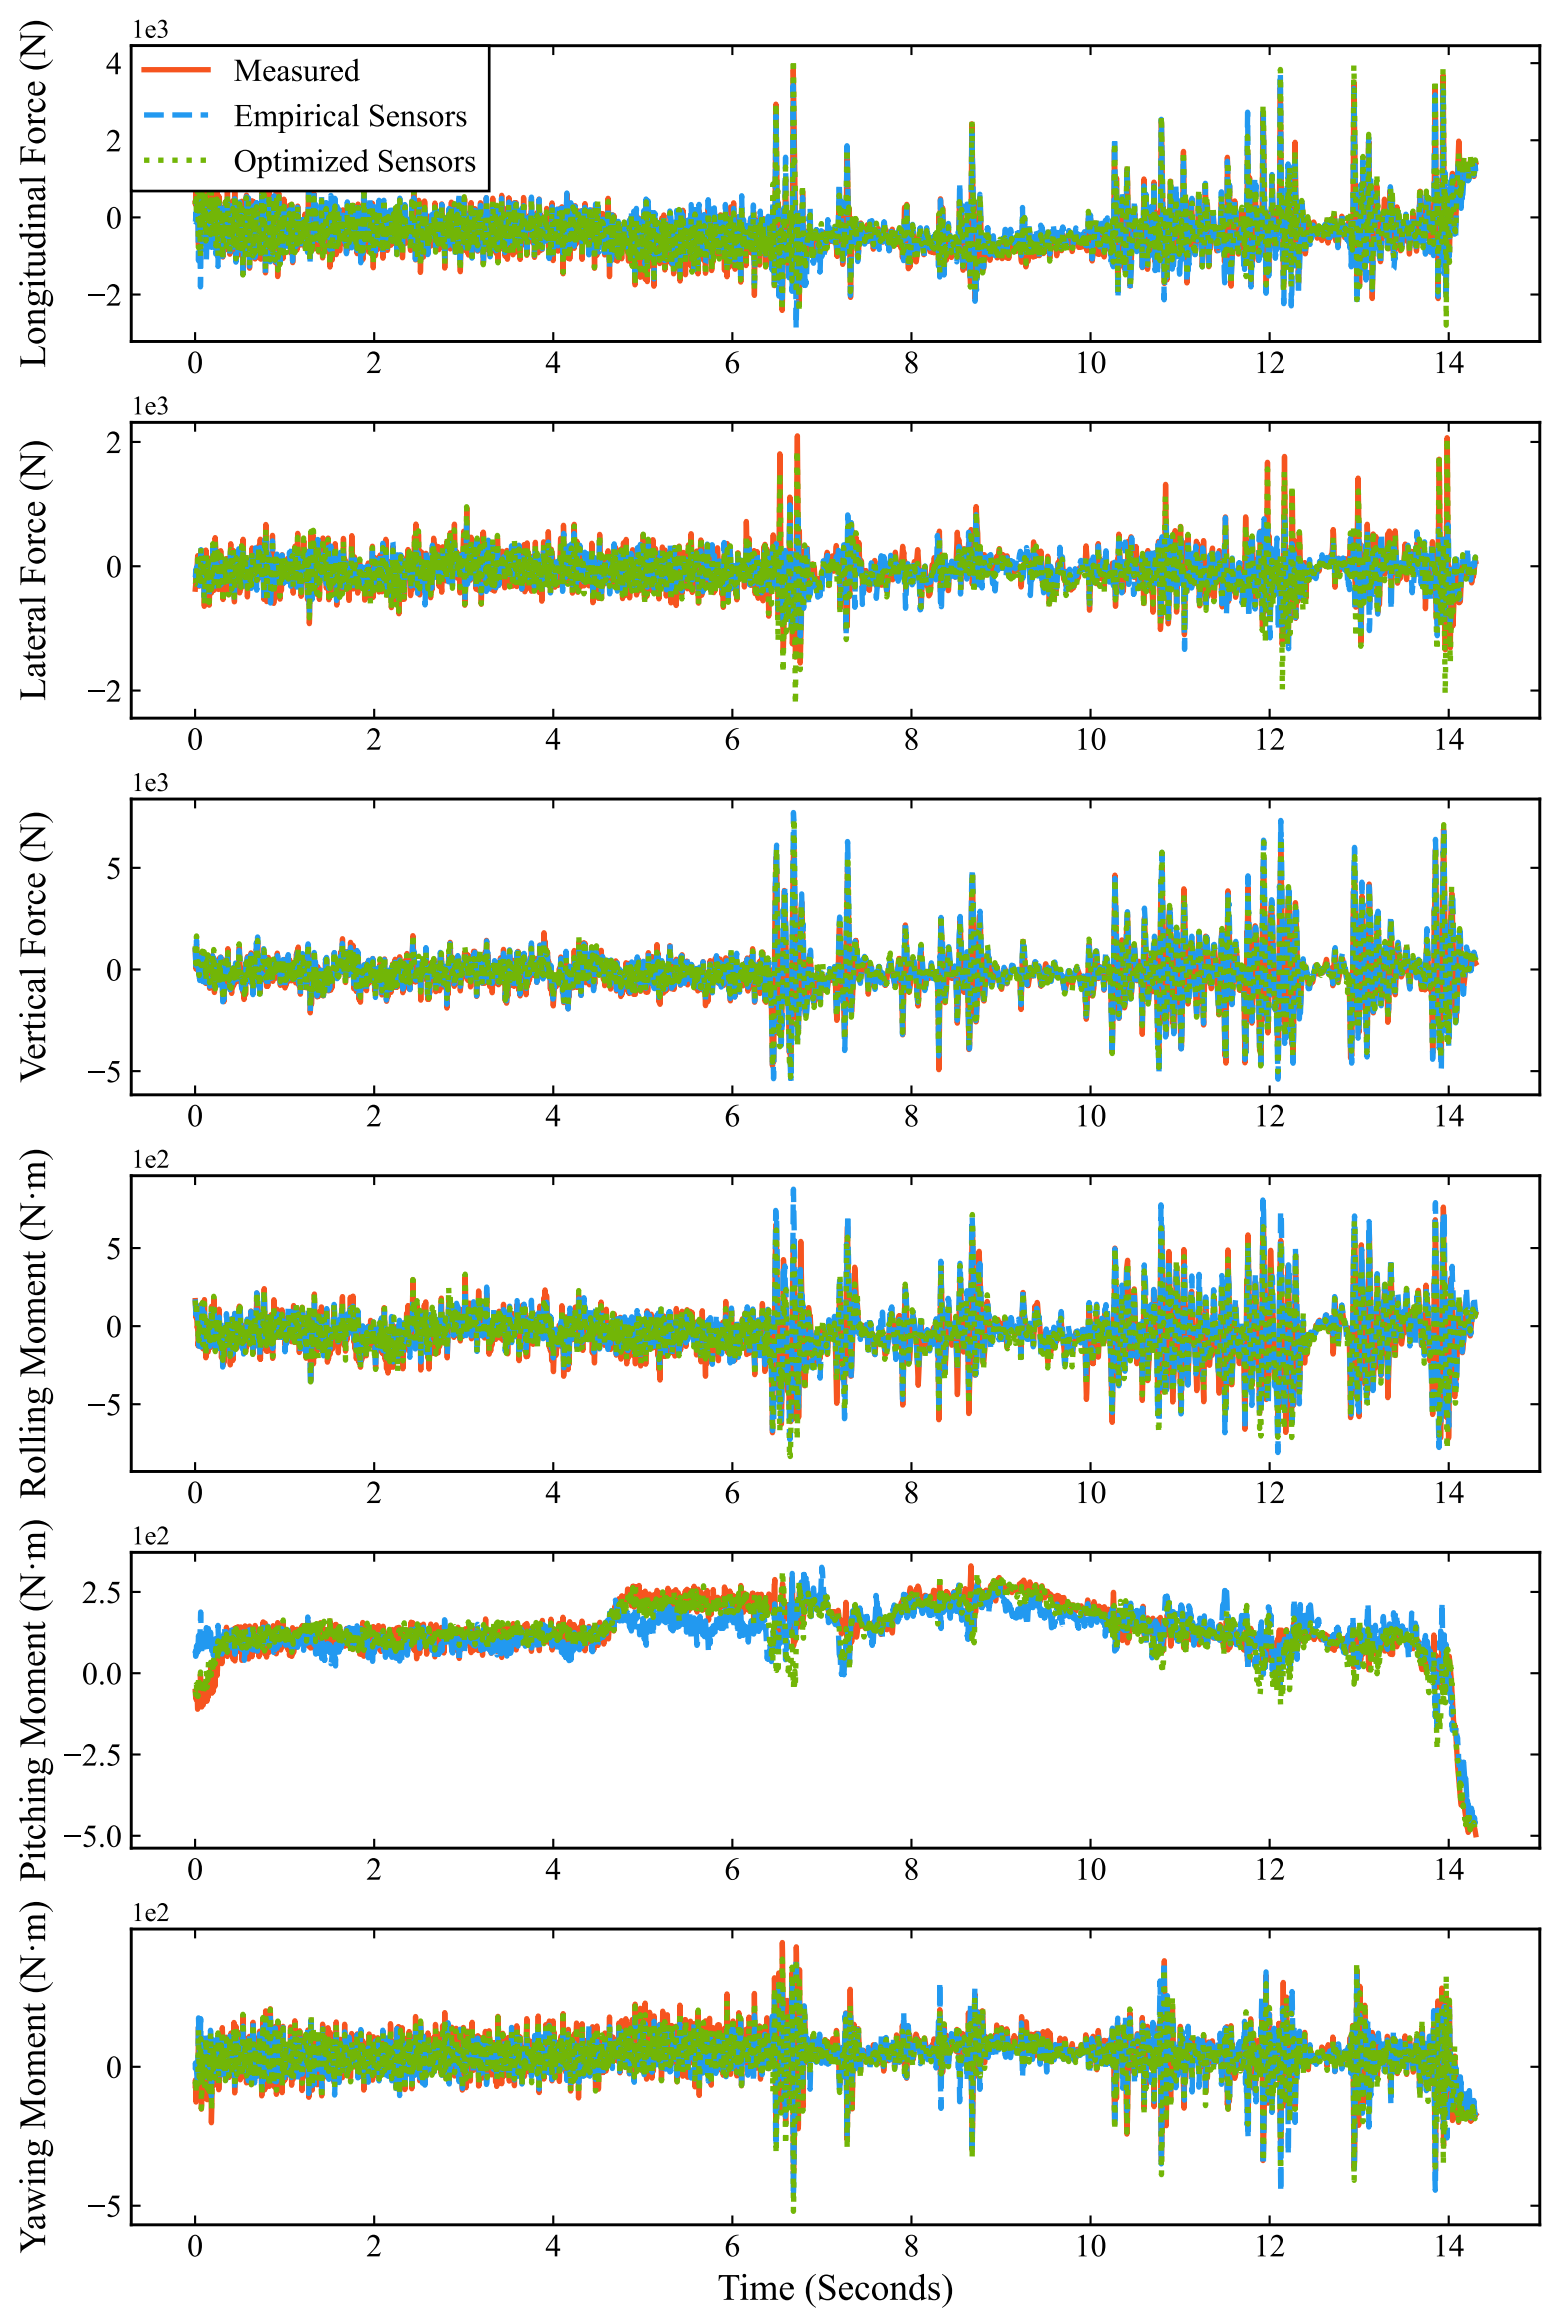 1e3
Longitudinal Force (N)
4
2
0
−2
Measured
Empirical Sensors
Optimized Sensors
0 2 4 6 8 10 12 14
1e3
Lateral Force (N)
2
0
−2
0 2 4 6 8 10 12 14
1e3
Vertical Force (N)
5
0
−5
0 2 4 6 8 10 12 14
1e2
Rolling Moment (N·m)
5
0
−5
0 2 4 6 8 10 12 14
1e2
Pitching Moment (N·m)
2.5
0.0
−2.5
−5.0
0 2 4 6 8 10 12 14
1e2
Yawing Moment (N·m)
0
−5
0 2 4 6 8 10 12 14
Time (Seconds)